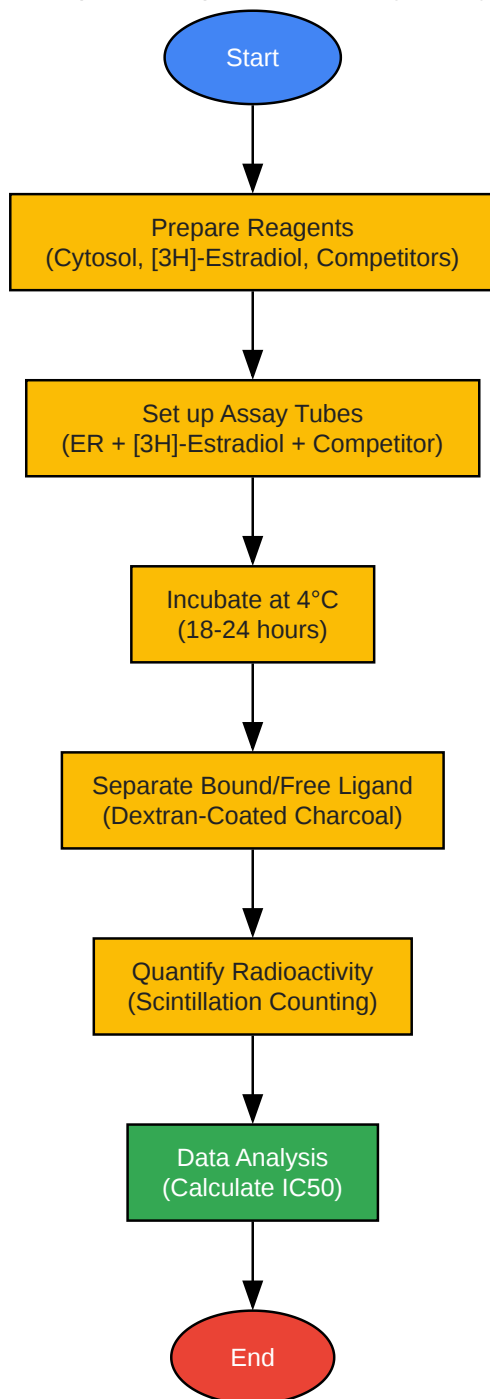 Start
Prepare Reagents
(Cytosol, [3H]-Estradiol, Competitors)
Set up Assay Tubes
(ER + [3H]-Estradiol + Competitor)
Incubate at 4°C
(18-24 hours)
Separate Bound/Free Ligand
(Dextran-Coated Charcoal)
Quantify Radioactivity
(Scintillation Counting)
Data Analysis
(Calculate IC50)
End